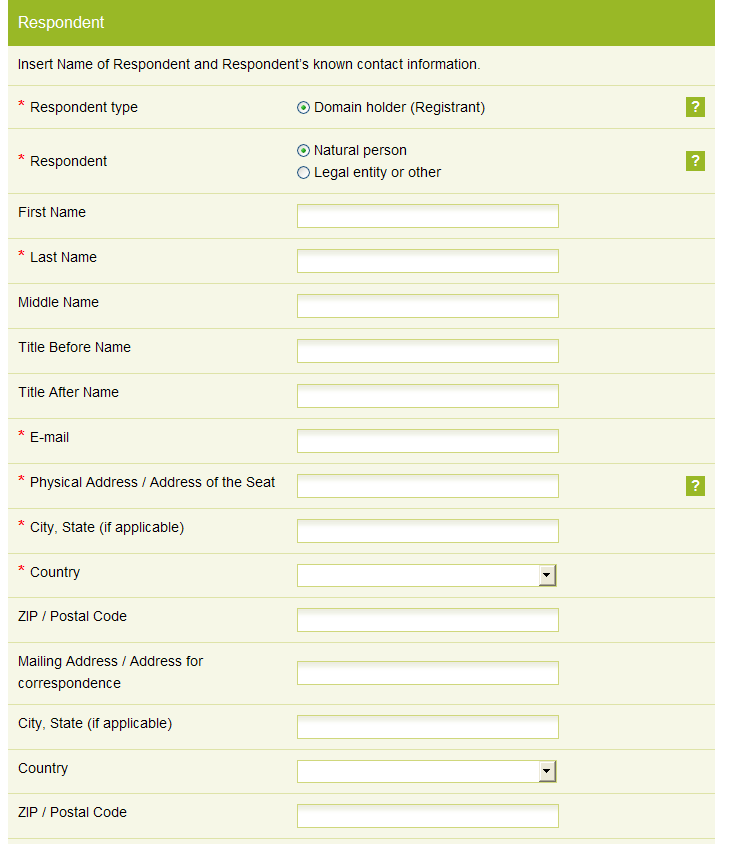 Respondent
Insert Name of Respondent and Respondent's known contact information.
* Respondent type
Domain holder (Registrant)
?
* Respondent
Natural person
Legal entity or other
?
First Name
* Last Name
Middle Name
Title Before Name
Title After Name
* E-mail
* Physical Address / Address of the Seat
?
* City, State (if applicable)
* Country
ZIP / Postal Code
Mailing Address / Address for
correspondence
City, State (if applicable)
Country
ZIP / Postal Code